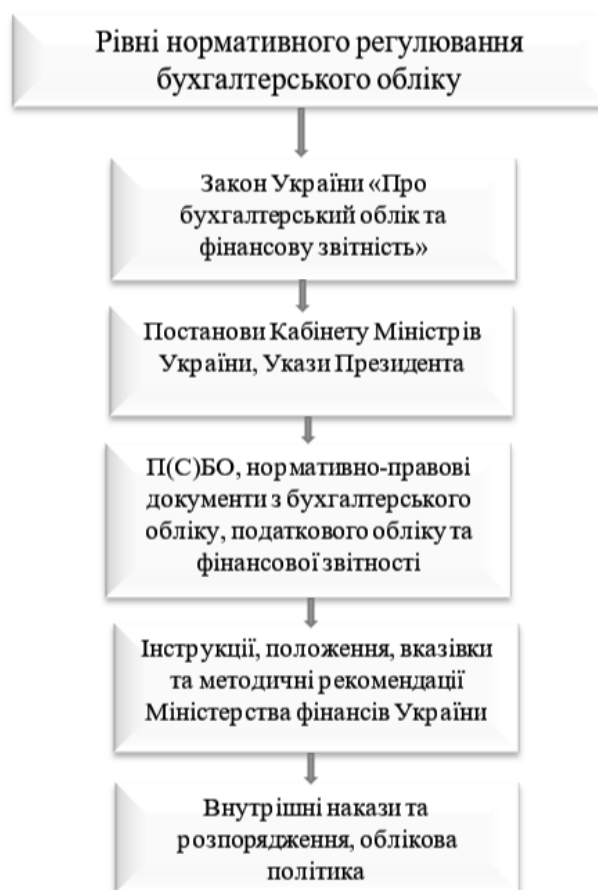 Рівні нормативного регулювання
бухгалтерського обліку
Закон України «Про
бухгалтерський облік та
фінансову звітність»
Постанови Кабінету Міністрів
України, Укази Президента
П(С)БО, нормативно-правові
документи з бухгалтерського
обліку, податкового обліку та
фінансової звітності
Інструкції, положення, вказівки
та методичні рекомендації
Міністерства фінансів України
Внутрішні накази та
розпорядження, облікова
політика